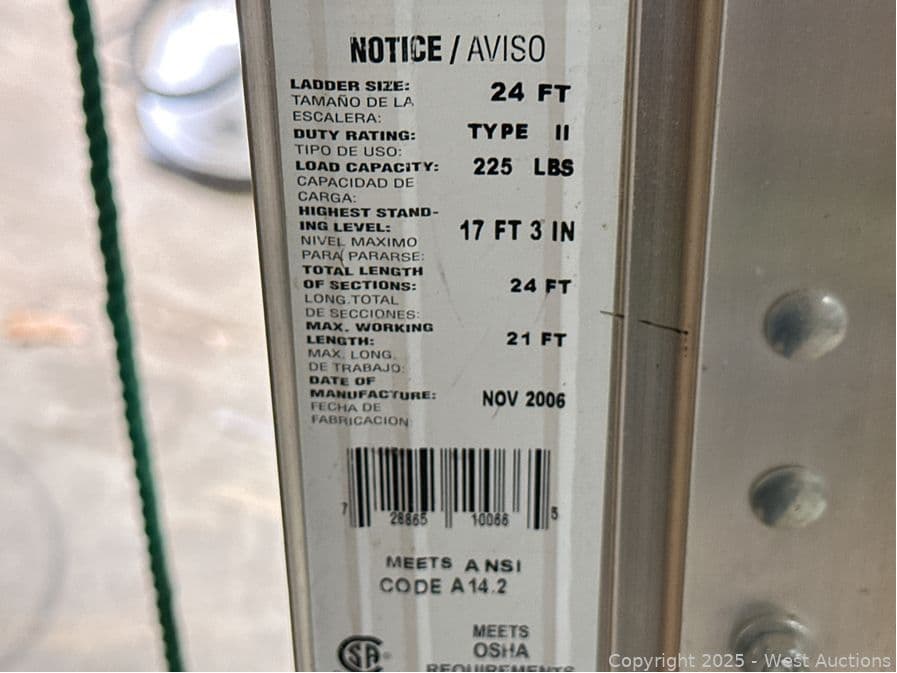 NOTICE / AVISO
LADDER SIZE: 24 FT
TAMAÑO DE LA
ESCALERA:
DUTY RATING: TYPE II
TIPO DE USO:
LOAD CAPACITY: 225 LBS
CAPACIDAD DE
CARGA:
HIGHEST STAND-
ING LEVEL: 17 FT 3 IN
NIVEL MAXIMO
PARA PARARSE:
TOTAL LENGTH
OF SECTIONS: 24 FT
LONG.TOTAL
DE SECCIONES:
MAX. WORKING
LENGTH: 21 FT
MAX. LONG.
DE TRABAJO:
DATE OF
MANUFACTURE: NOV 2006
FECHA DE
FABRICACION
7 28865 10066 5
MEETS ANSI
CODE A14.2
MEETS
OSHA
REQUIREMENTS
CSA
Copyright 2025 - West Auctions